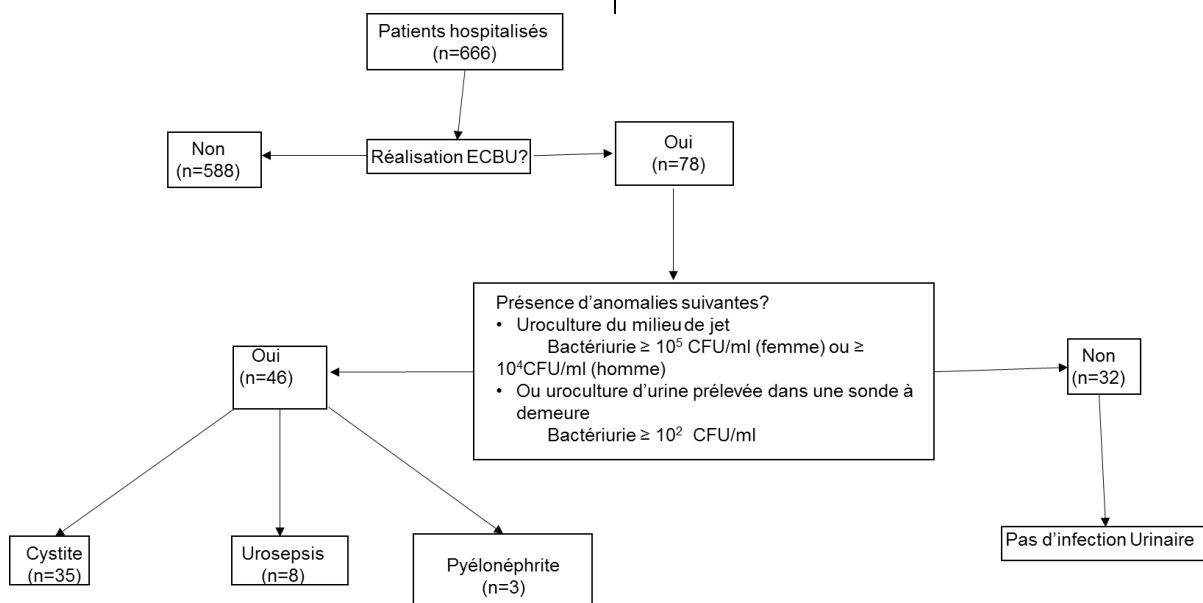 Patients hospitalisés
(n=666)
Non
(n=588)
Réalisation ECBU?
Oui
(n=78)
Présence d’anomalies suivantes?
• Uroculture du milieu de jet
Bactériurie ≥ 10⁵ CFU/ml (femme) ou ≥
10⁴CFU/ml (homme)
• Ou uroculture d’urine prélevée dans une sonde à
demeure
Bactériurie ≥ 10² CFU/ml
Oui
(n=46)
Non
(n=32)
Cystite
(n=35)
Urosepsis
(n=8)
Pyélonéphrite
(n=3)
Pas d’infection Urinaire